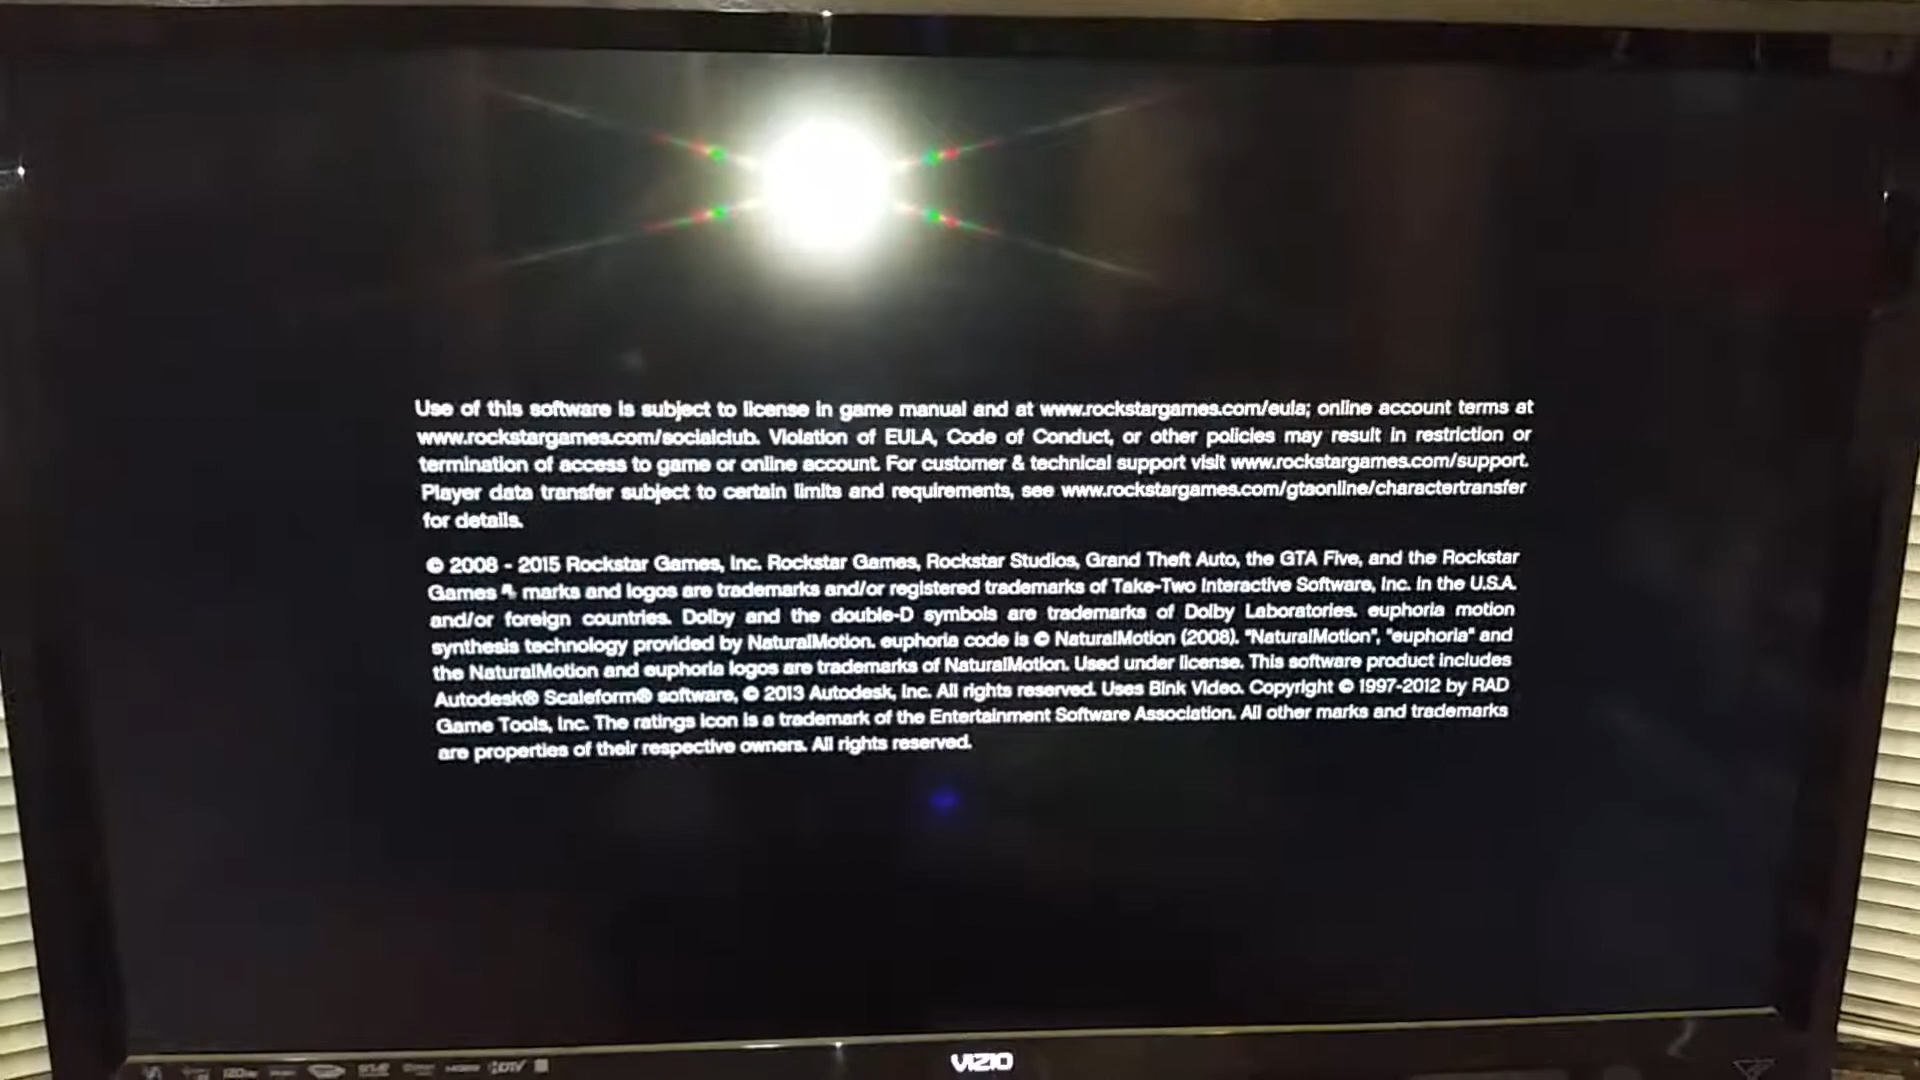 Use of this software is subject to license in game manual and at www.rockstargames.com/eula; online account terms at
www.rockstargames.com/socialclub. Violation of EULA, Code of Conduct, or other policies may result in restriction or
termination of access to game or online account. For customer & technical support visit www.rockstargames.com/support.
Player data transfer subject to certain limits and requirements, see www.rockstargames.com/gtaonline/charactertransfer
for details.
© 2008 - 2015 Rockstar Games, Inc. Rockstar Games, Rockstar Studios, Grand Theft Auto, the GTA Five, and the Rockstar
Games marks and logos are trademarks and/or registered trademarks of Take-Two Interactive Software, Inc. in the U.S.A.
and/or foreign countries. Dolby and the double-D symbols are trademarks of Dolby Laboratories. euphoria motion
synthesis technology provided by NaturalMotion. euphoria code is © NaturalMotion (2008). "NaturalMotion", "euphoria" and
the NaturalMotion and euphoria logos are trademarks of NaturalMotion. Used under license. This software product includes
Autodesk® Scaleform® software, © 2013 Autodesk, Inc. All rights reserved. Uses Bink Video. Copyright © 1997-2012 by RAD
Game Tools, Inc. The ratings icon is a trademark of the Entertainment Software Association. All other marks and trademarks
are properties of their respective owners. All rights reserved.
VIZIO